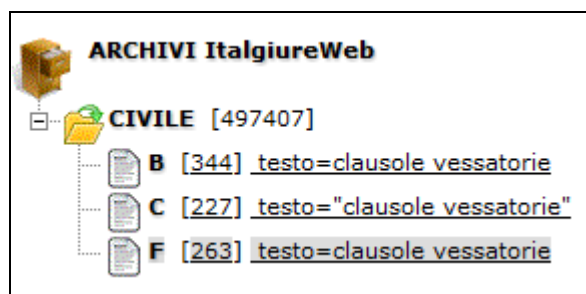 ARCHIVI ItalgiureWeb
CIVILE [497407]
B [344] testo=clausole vessatorie
C [227] testo="clausole vessatorie"
F [263] testo=clausole vessatorie